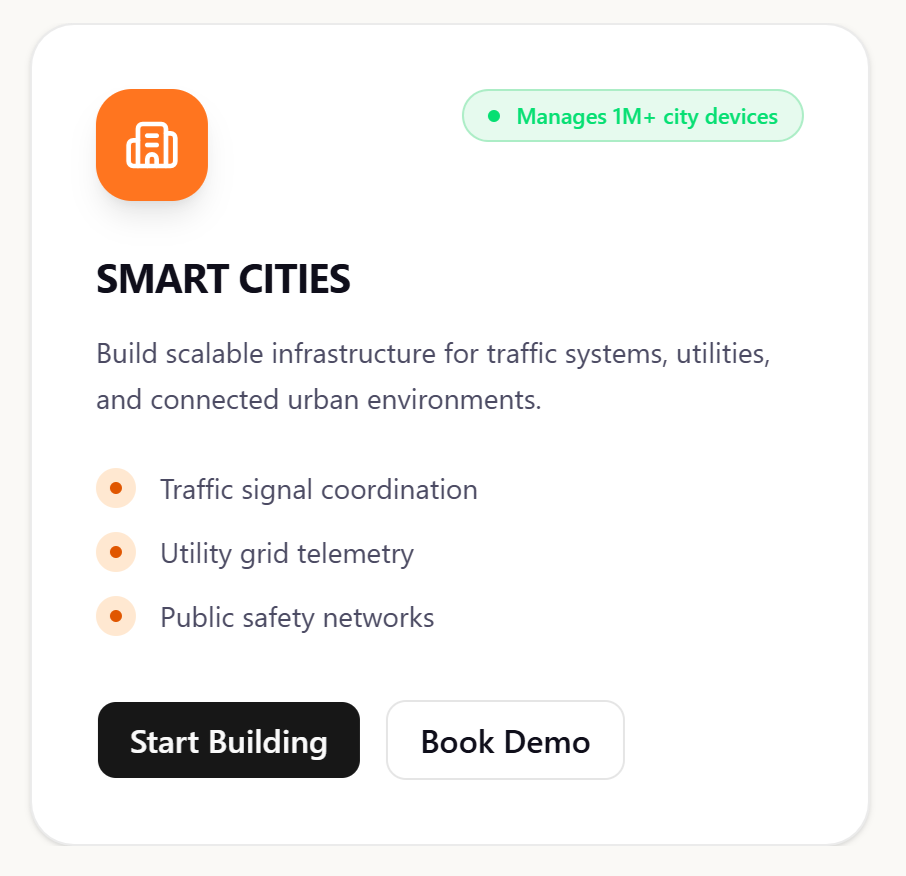 Manages 1M+ city devices
SMART CITIES
Build scalable infrastructure for traffic systems, utilities,
and connected urban environments.
Traffic signal coordination
Utility grid telemetry
Public safety networks
Start Building
Book Demo